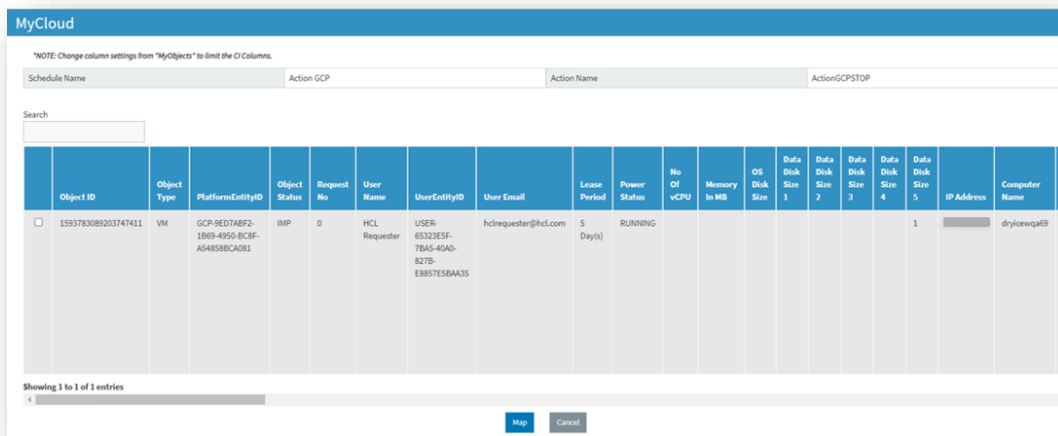 MyCloud
*NOTE: Change column settings from "MyObjects" to limit the CI Columns.
Schedule Name Action GCP Action Name ActionGCPSTOP
Search
Object ID Object Type PlatformEntityID Object Status Request No User Name UserEntityID User Email Lease Period Power Status No Of vCPU Memory In MB OS Disk Size Data Disk Size 1 Data Disk Size 2 Data Disk Size 3 Data Disk Size 4 Data Disk Size 5 IP Address Computer Name
1593783089203747411 VM GCP-9ED7ABF2-1B69-4950-BC8F-A54858BCA081 IMP 0 HCL Requester USER-65323E5F-7BA5-40A0-827B-E8857E5BAA35 hclrequester@hcl.com 5 Day(s) RUNNING 1 dryicewqa69
Showing 1 to 1 of 1 entries
Map Cancel